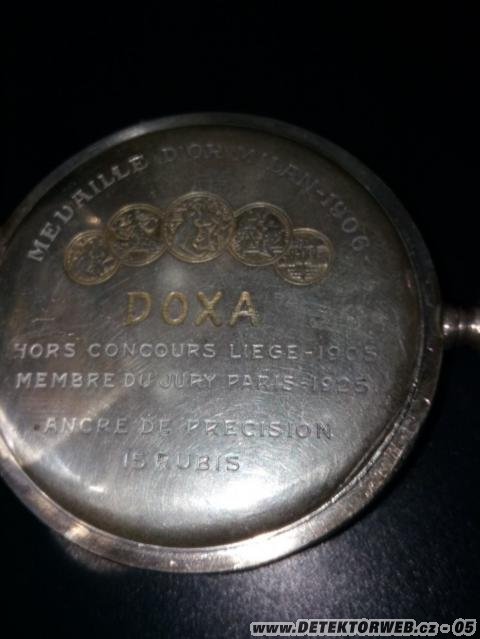 MEDAILLE D'OR MILAN-1906
DOXA
HORS CONCOURS LIEGE-1905
MEMBRE DU JURY PARIS-1925
ANCRE DE PRECISION
15 RUBIS
www.DETEKTORWEB.cz - 05